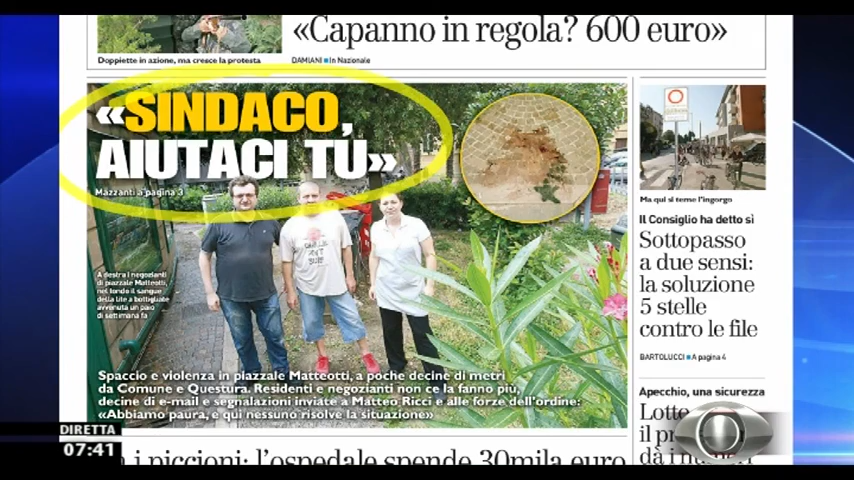 «Capanno in regola? 600 euro»
Doppiette in azione, ma cresce la protesta
DAMIANI In Nazionale
«SINDACO,
AIUTACI TU»
Mazzanti a pagina 3
A destra i negozianti
di piazzale Matteotti,
nel tondo il sangue
della lite a bottigliate
avvenuta un paio
di settimana fa
Spaccio e violenza in piazzale Matteotti, a poche decine di metri
da Comune e Questura. Residenti e negozianti non ce la fanno più,
decine di e-mail e segnalazioni inviate a Matteo Ricci e alle forze dell'ordine:
«Abbiamo paura, e qui nessuno risolve la situazione»
Ma qui si teme l'ingorgo
Il Consiglio ha detto sì
Sottopasso
a due sensi:
la soluzione
5 stelle
contro le file
BARTOLUCCI A pagina 4
Apecchio, una sicurezza
Lotto
il
dà i
i piccioni: l'ospedale spende 30mila euro
DIRETTA
07:41